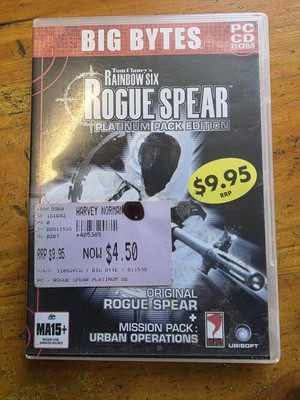 BIG BYTES
PC
CD
ROM
Tom Clancy's
RAINBOW SIX
ROGUE SPEAR
PLATINUM PACK EDITION
$9.95
RRP
HARVEY NORMAN
RRP $9.95
NOW $4.50
ORIGINAL
ROGUE SPEAR
+
MISSION PACK:
URBAN OPERATIONS
MA15+
UBISOFT